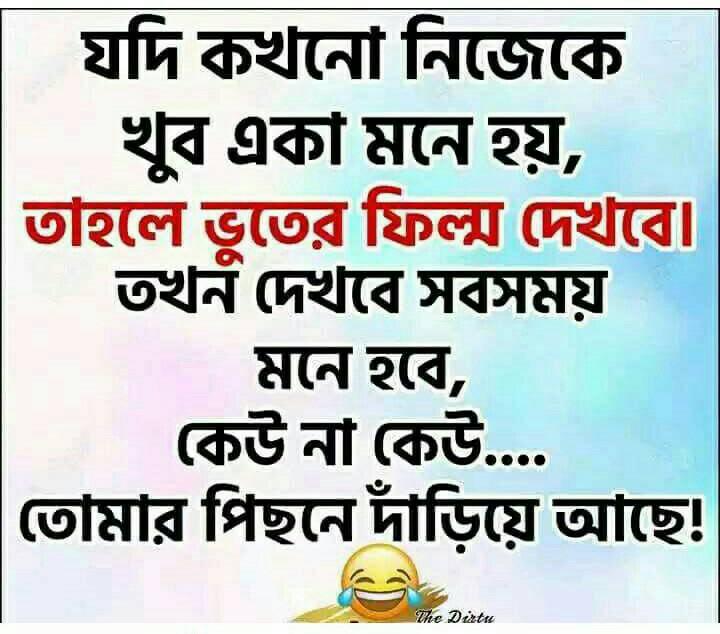 যদি কখনো নিজেকে
খুব একা মনে হয়,
তাহলে ভুতের ফিল্ম দেখবে।
তখন দেখবে সবসময়
মনে হবে,
কেউ না কেউ....
তোমার পিছনে দাঁড়িয়ে আছে!
The Dirty